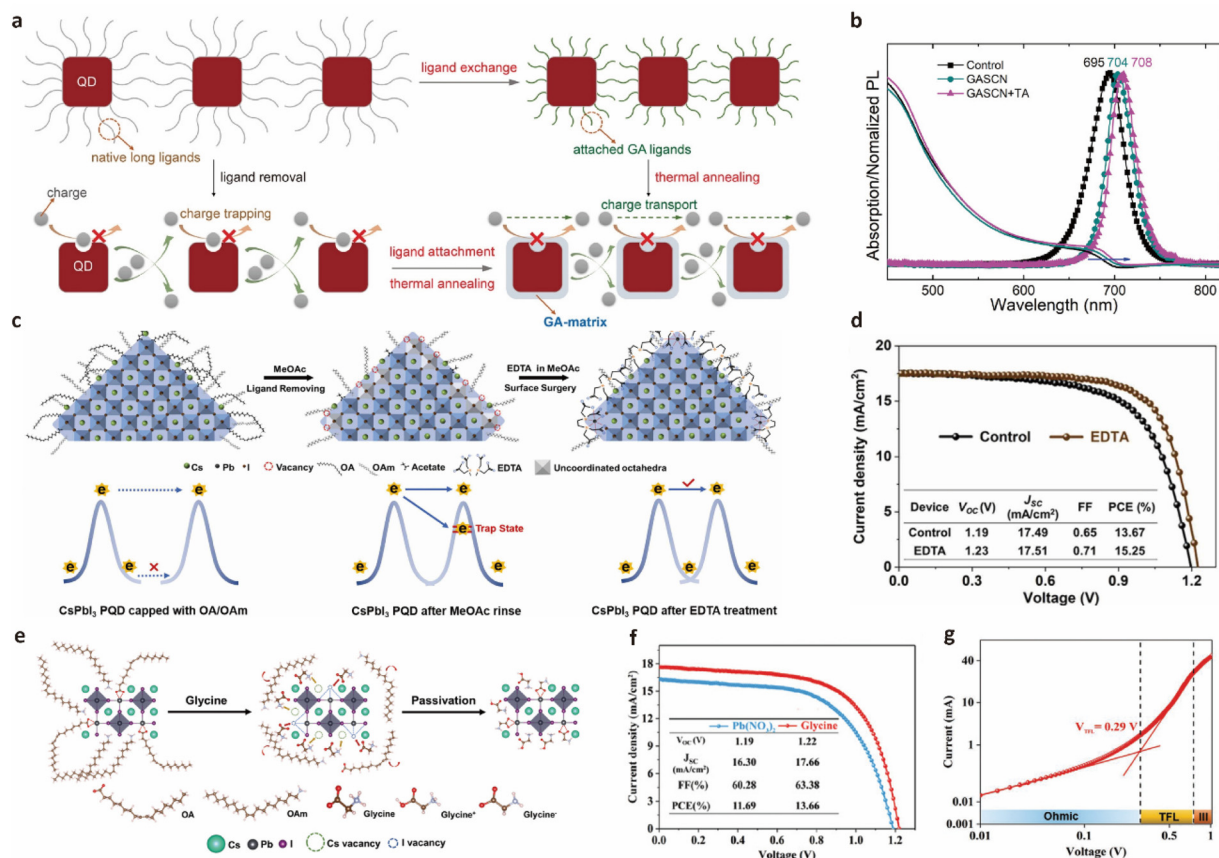 a
QD
ligand exchange
native long ligands
attached GA ligands
ligand removal
thermal annealing
charge
charge trapping
charge transport
QD
ligand attachment
thermal annealing
GA-matrix
b
695 704 708
Control
GASCN
GASCN+TA
Absorption/Nomalized PL
500 600 700 800
Wavelength (nm)
c
MeOAc
Ligand Removing
EDTA in MeOAc
Surface Surgery
Cs Pb I Vacancy OA OAm Acetate EDTA Uncoordinated octahedra
e e e e e e
Trap State
e e e e
CsPbI3 PQD capped with OA/OAm
CsPbI3 PQD after MeOAc rinse
CsPbI3 PQD after EDTA treatment
d
Current density (mA/cm²)
20
15
10
5
0
Control EDTA
Device VOC (V) JSC (mA/cm²) FF PCE (%)
Control 1.19 17.49 0.65 13.67
EDTA 1.23 17.51 0.71 15.25
0.0 0.3 0.6 0.9 1.2
Voltage (V)
e
Glycine
Passivation
OA OAm Glycine Glycine+ Glycine-
Cs Pb I Cs vacancy I vacancy
f
Current density (mA/cm²)
18
15
12
9
6
3
0
Pb(NO3)2 Glycine
VOC (V) 1.19 1.22
JSC (mA/cm²) 16.30 17.66
FF(%) 60.28 63.38
PCE(%) 11.69 13.66
0.0 0.2 0.4 0.6 0.8 1.0 1.2
Voltage (V)
g
Current (mA)
40
10
1
0.01
0.001
VTFL = 0.29 V
Ohmic TFL III
0.01 0.1 0.5 1
Voltage (V)